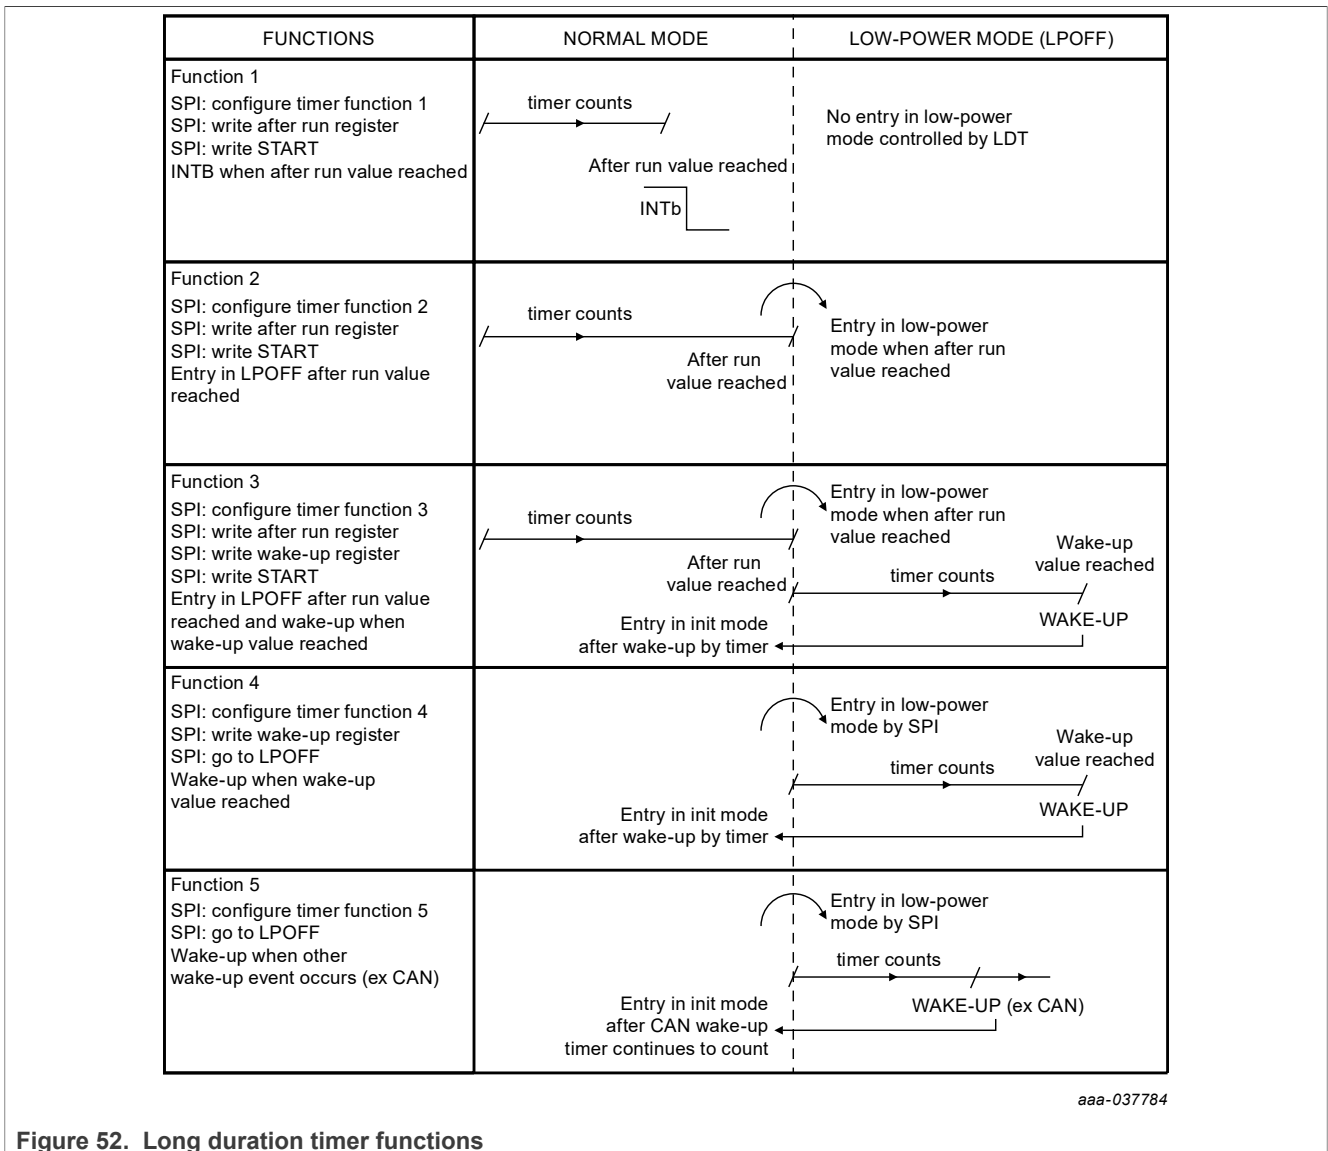 FUNCTIONS
NORMAL MODE
LOW-POWER MODE (LPOFF)
Function 1
SPI: configure timer function 1
SPI: write after run register
SPI: write START
INTB when after run value reached
timer counts
After run value reached
INTb
No entry in low-power
mode controlled by LDT
Function 2
SPI: configure timer function 2
SPI: write after run register
SPI: write START
Entry in LPOFF after run value
reached
timer counts
After run
value reached
Entry in low-power
mode when after run
value reached
Function 3
SPI: configure timer function 3
SPI: write after run register
SPI: write wake-up register
SPI: write START
Entry in LPOFF after run value
reached and wake-up when
wake-up value reached
timer counts
After run
value reached
Entry in init mode
after wake-up by timer
Entry in low-power
mode when after run
value reached
Wake-up
value reached
timer counts
WAKE-UP
Function 4
SPI: configure timer function 4
SPI: write wake-up register
SPI: go to LPOFF
Wake-up when wake-up
value reached
Entry in init mode
after wake-up by timer
Entry in low-power
mode by SPI
Wake-up
value reached
timer counts
WAKE-UP
Function 5
SPI: configure timer function 5
SPI: go to LPOFF
Wake-up when other
wake-up event occurs (ex CAN)
Entry in init mode
after CAN wake-up
timer continues to count
Entry in low-power
mode by SPI
timer counts
WAKE-UP (ex CAN)
aaa-037784
Figure 52. Long duration timer functions